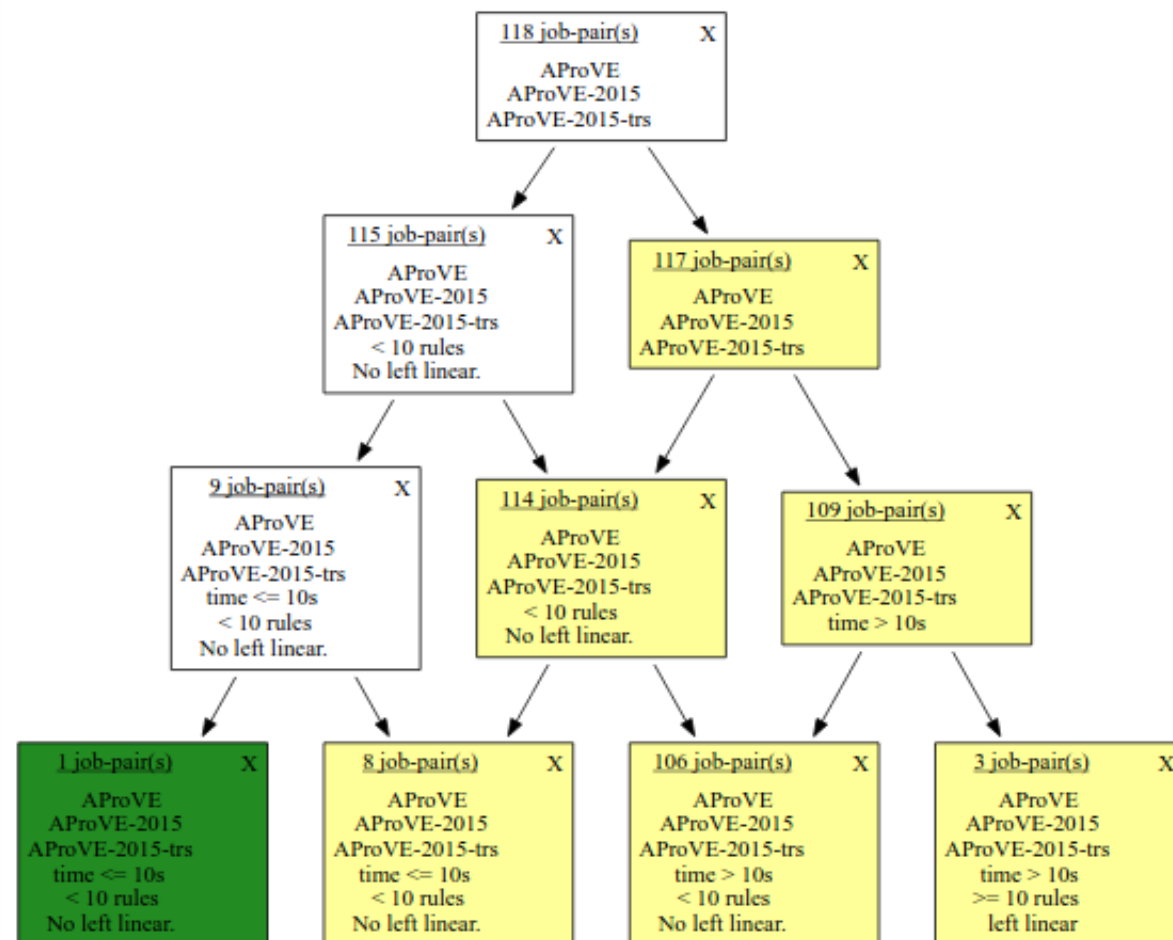 118 job-pair(s) X
AProVE
AProVE-2015
AProVE-2015-trs
115 job-pair(s) X
AProVE
AProVE-2015
AProVE-2015-trs
< 10 rules
No left linear.
117 job-pair(s) X
AProVE
AProVE-2015
AProVE-2015-trs
9 job-pair(s) X
AProVE
AProVE-2015
AProVE-2015-trs
time <= 10s
< 10 rules
No left linear.
114 job-pair(s) X
AProVE
AProVE-2015
AProVE-2015-trs
< 10 rules
No left linear.
109 job-pair(s) X
AProVE
AProVE-2015
AProVE-2015-trs
time > 10s
1 job-pair(s) X
AProVE
AProVE-2015
AProVE-2015-trs
time <= 10s
< 10 rules
No left linear.
8 job-pair(s) X
AProVE
AProVE-2015
AProVE-2015-trs
time <= 10s
< 10 rules
No left linear.
106 job-pair(s) X
AProVE
AProVE-2015
AProVE-2015-trs
time > 10s
< 10 rules
No left linear.
3 job-pair(s) X
AProVE
AProVE-2015
AProVE-2015-trs
time > 10s
>= 10 rules
left linear